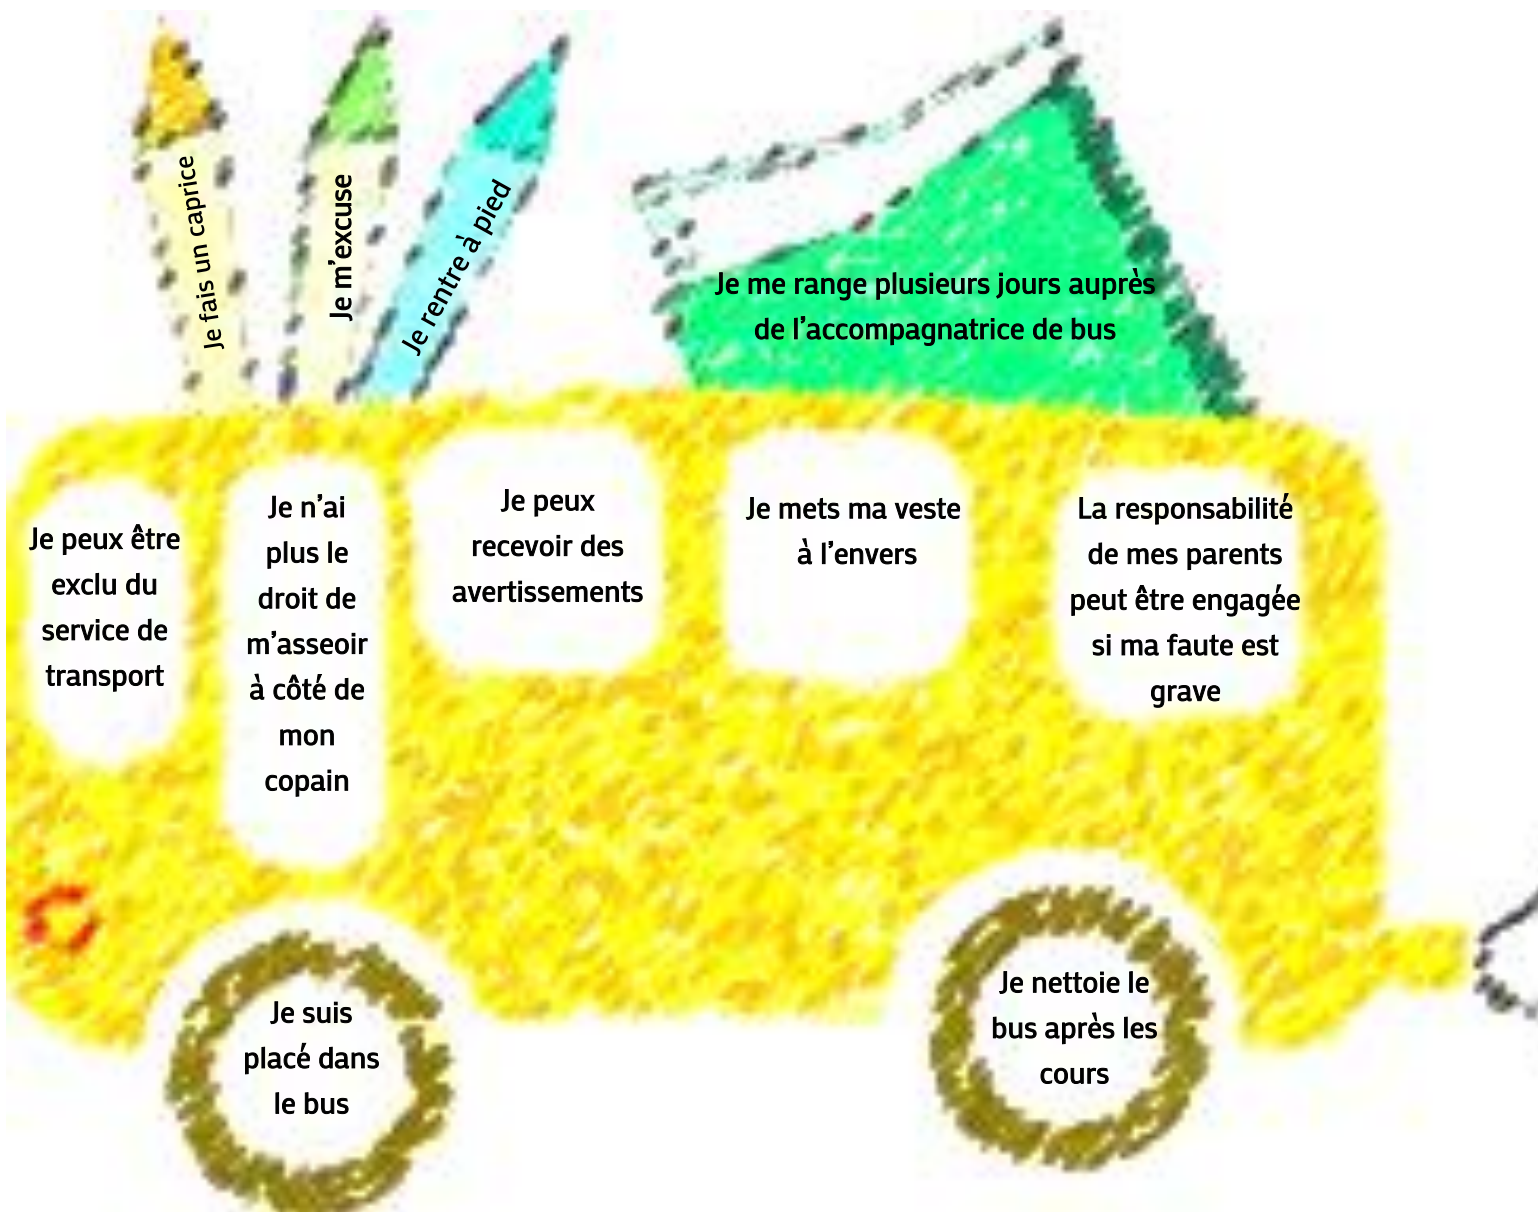 Je fais un caprice
Je m'excuse
Je rentre à pied
Je me range plusieurs jours auprès
de l'accompagnatrice de bus
Je peux être
exclu du
service de
transport
Je n'ai
plus le
droit de
m'asseoir
à côté de
mon
copain
Je peux
recevoir des
avertissements
Je mets ma veste
à l'envers
La responsabilité
de mes parents
peut être engagée
si ma faute est
grave
Je suis
placé dans
le bus
Je nettoie le
bus après les
cours